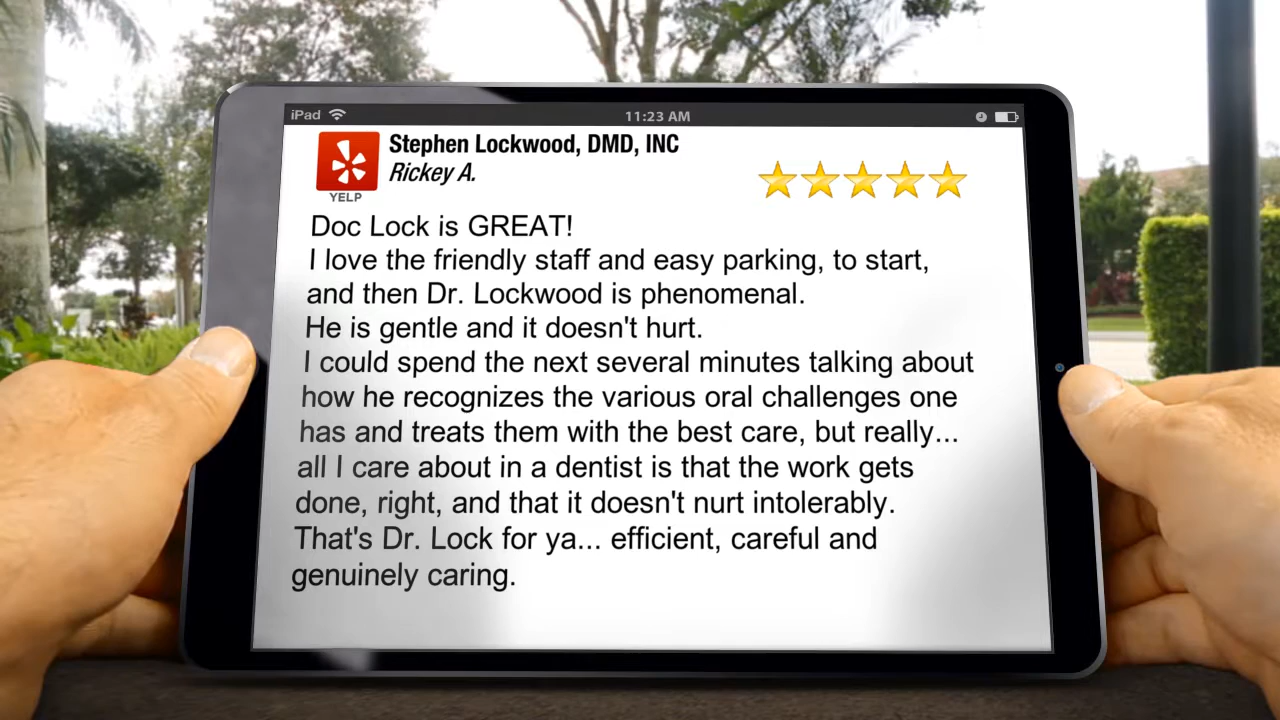 iPad
11:23 AM
YELP
Stephen Lockwood, DMD, INC
Rickey A.
Doc Lock is GREAT!
I love the friendly staff and easy parking, to start,
and then Dr. Lockwood is phenomenal.
He is gentle and it doesn't hurt.
I could spend the next several minutes talking about
how he recognizes the various oral challenges one
has and treats them with the best care, but really...
all I care about in a dentist is that the work gets
done, right, and that it doesn't nurt intolerably.
That's Dr. Lock for ya... efficient, careful and
genuinely caring.